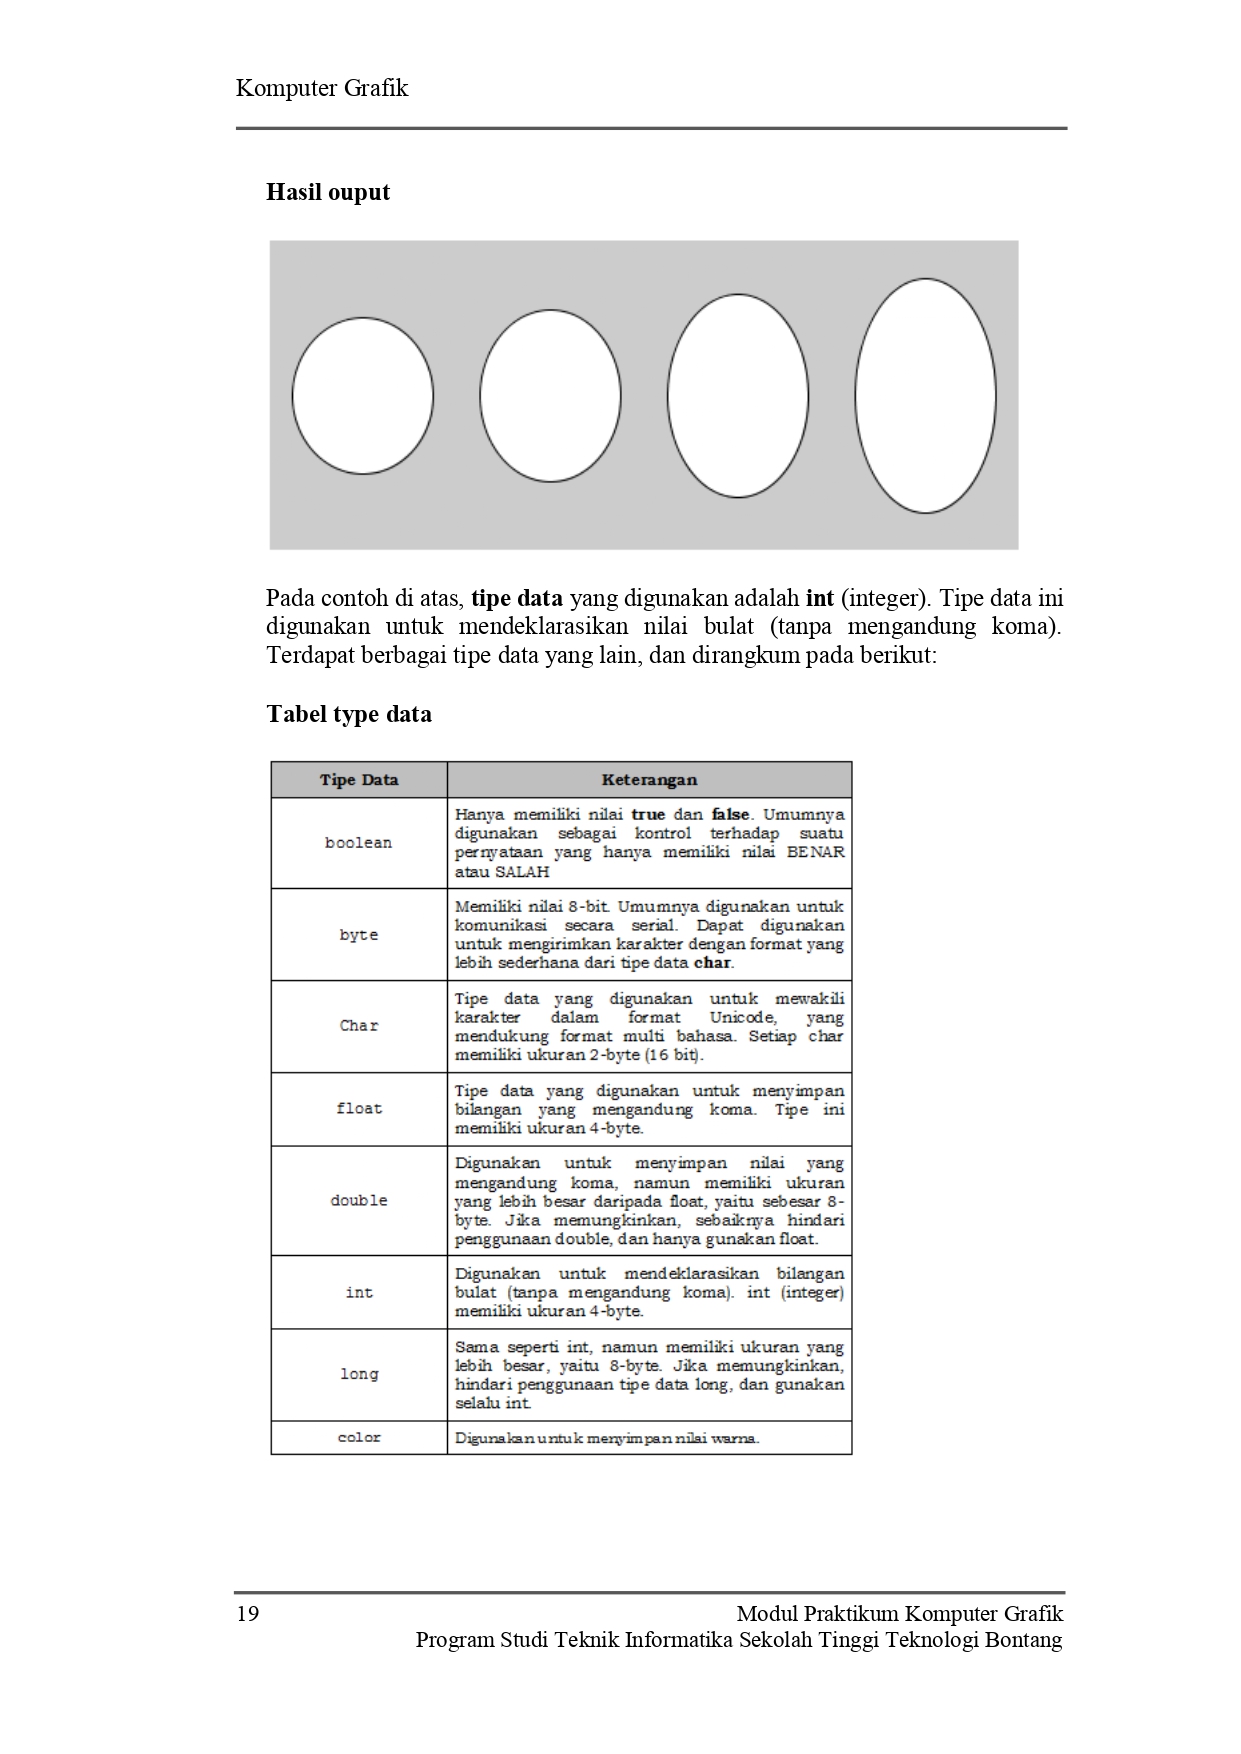 Komputer Grafik
Hasil ouput
Pada contoh di atas, tipe data yang digunakan adalah int (integer). Tipe data ini
digunakan untuk mendeklarasikan nilai bulat (tanpa mengandung koma).
Terdapat berbagai tipe data yang lain, dan dirangkum pada berikut:
Tabel type data
Tipe Data Keterangan
boolean
Hanya memiliki nilai true dan false. Umumnya
digunakan sebagai kontrol terhadap suatu
pernyataan yang hanya memiliki nilai BENAR
atau SALAH
byte
Memiliki nilai 8-bit. Umumnya digunakan untuk
komunikasi secara serial. Dapat digunakan
untuk mengirimkan karakter dengan format yang
lebih sederhana dari tipe data char.
Char
Tipe data yang digunakan untuk mewakili
karakter dalam format Unicode, yang
mendukung format multi bahasa. Setiap char
memiliki ukuran 2-byte (16 bit).
float
Tipe data yang digunakan untuk menyimpan
bilangan yang mengandung koma. Tipe ini
memiliki ukuran 4-byte.
double
Digunakan untuk menyimpan nilai yang
mengandung koma, namun memiliki ukuran
yang lebih besar daripada float, yaitu sebesar 8-
byte. Jika memungkinkan, sebaiknya hindari
penggunaan double, dan hanya gunakan float.
int
Digunakan untuk mendeklarasikan bilangan
bulat (tanpa mengandung koma). int (integer)
memiliki ukuran 4-byte.
long
Sama seperti int, namun memiliki ukuran yang
lebih besar, yaitu 8-byte. Jika memungkinkan,
hindari penggunaan tipe data long, dan gunakan
selalu int.
color
Digunakan untuk menyimpan nilai warna.
19 Modul Praktikum Komputer Grafik
Program Studi Teknik Informatika Sekolah Tinggi Teknologi Bontang